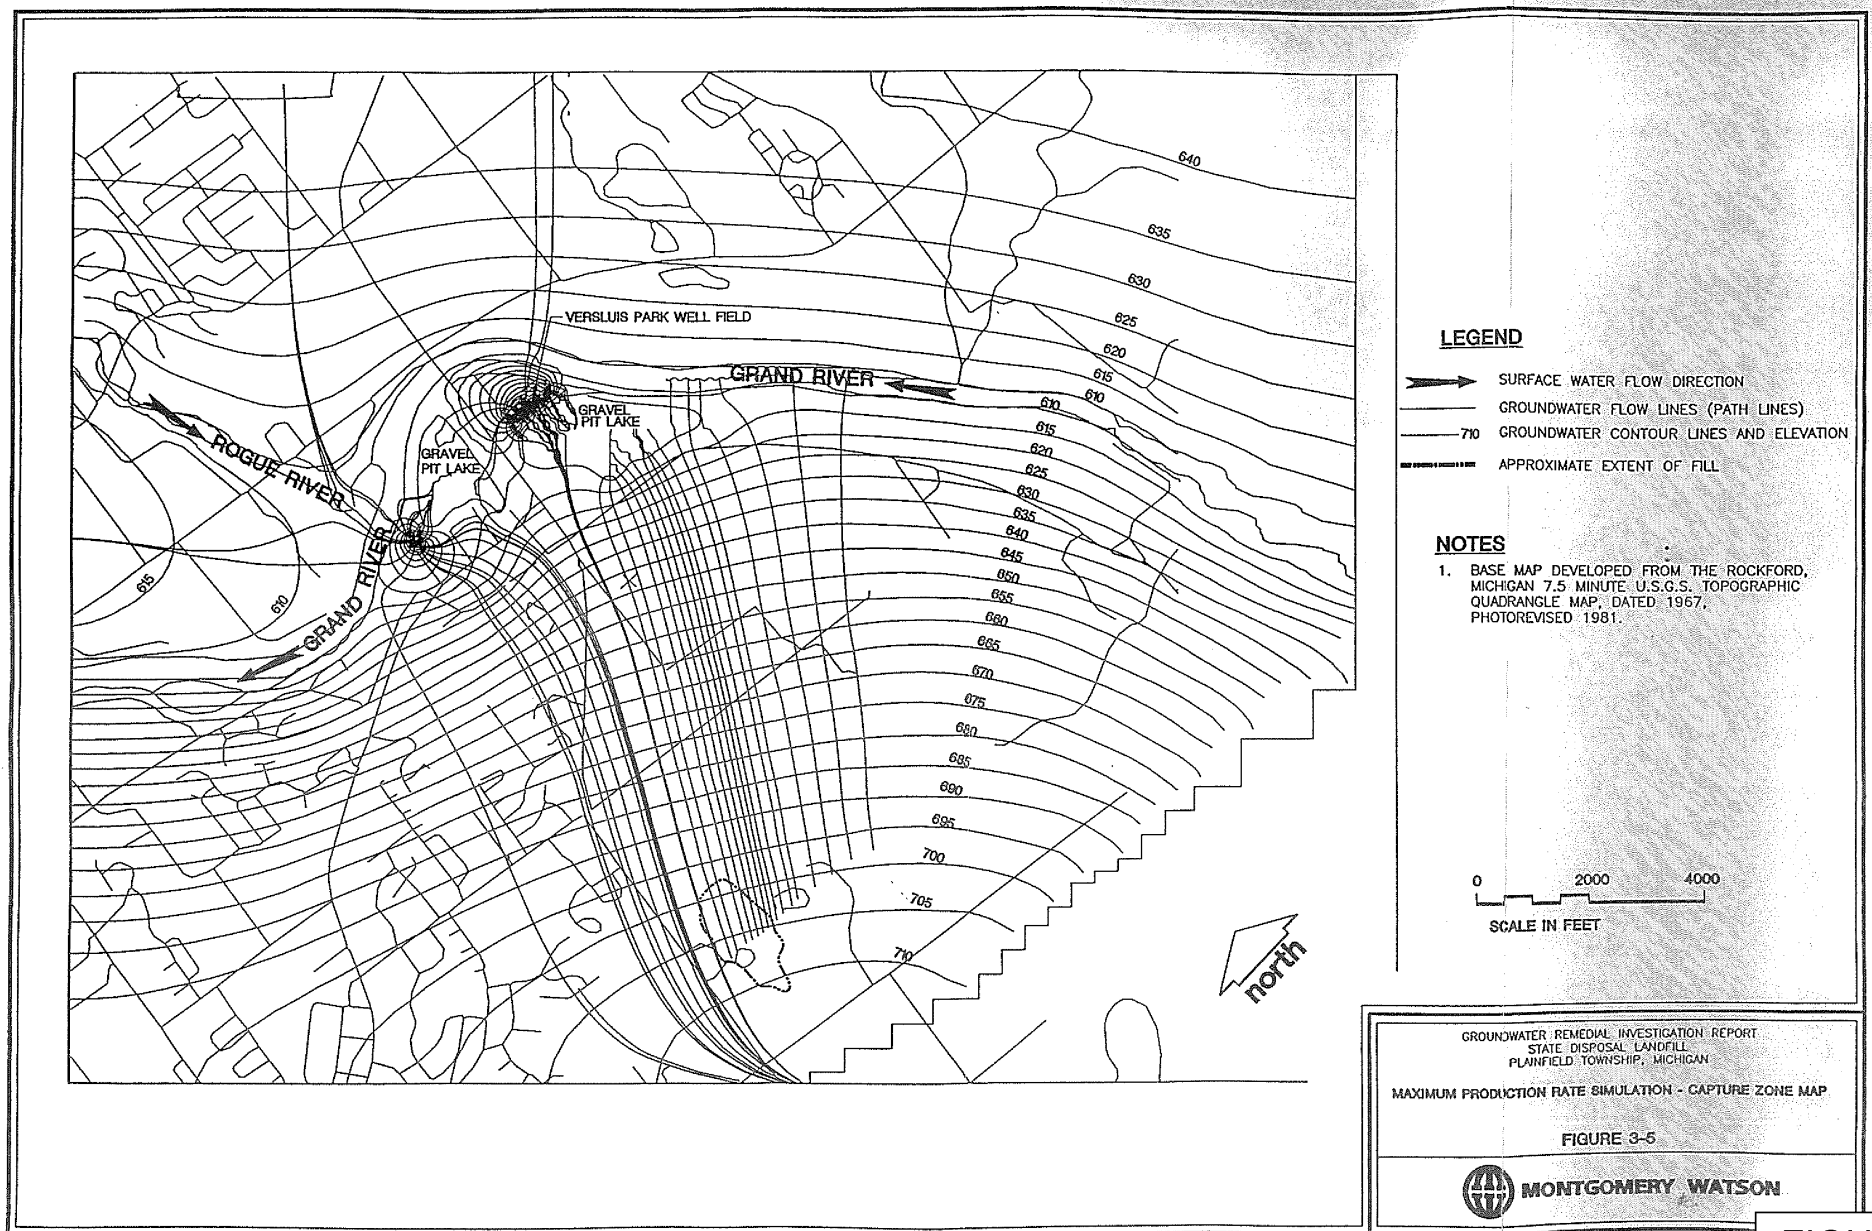 640
635
630
625
620
615
610
610
615
620
625
630
635
640
645
650
655
660
665
670
675
680
685
690
695
700
705
710
615
610
VERSLUIS PARK WELL FIELD
GRAND RIVER
GRAVEL
PIT LAKE
GRAVEL
PIT LAKE
ROGUE RIVER
GRAND RIVER
LEGEND
SURFACE WATER FLOW DIRECTION
GROUNDWATER FLOW LINES (PATH LINES)
710 GROUNDWATER CONTOUR LINES AND ELEVATION
APPROXIMATE EXTENT OF FILL
NOTES
1. BASE MAP DEVELOPED FROM THE ROCKFORD,
MICHIGAN 7.5 MINUTE U.S.G.S. TOPOGRAPHIC
QUADRANGLE MAP, DATED 1967,
PHOTOREVISED 1981.
0 2000 4000
SCALE IN FEET
north
GROUNDWATER REMEDIAL INVESTIGATION REPORT
STATE DISPOSAL LANDFILL
PLAINFIELD TOWNSHIP, MICHIGAN
MAXIMUM PRODUCTION RATE SIMULATION - CAPTURE ZONE MAP
FIGURE 3-5
MONTGOMERY WATSON